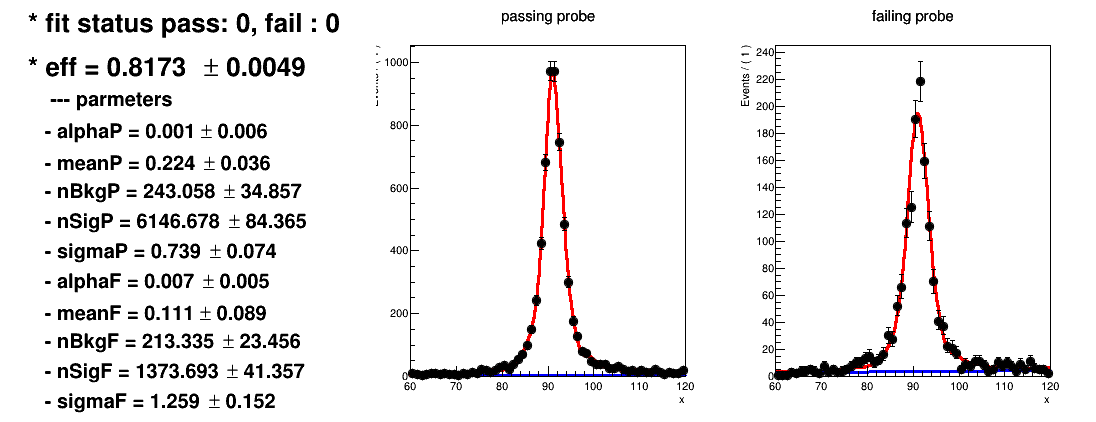 * fit status pass: 0, fail : 0
* eff = 0.8173 ± 0.0049
--- parmeters
- alphaP = 0.001 ± 0.006
- meanP = 0.224 ± 0.036
- nBkgP = 243.058 ± 34.857
- nSigP = 6146.678 ± 84.365
- sigmaP = 0.739 ± 0.074
- alphaF = 0.007 ± 0.005
- meanF = 0.111 ± 0.089
- nBkgF = 213.335 ± 23.456
- nSigF = 1373.693 ± 41.357
- sigmaF = 1.259 ± 0.152
passing probe
1000
800
600
400
200
0
60 70 80 90 100 110 120
x
failing probe
Events / ( 1 )
240
220
200
180
160
140
120
100
80
60
40
20
0
60 70 80 90 100 110 120
x